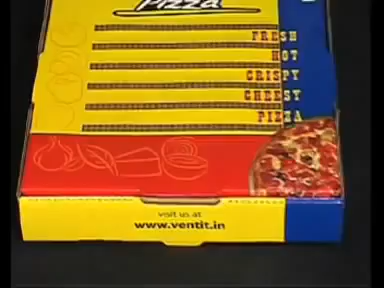 Pizza
FRESH
HOT
CRISPY
CHEESY
PIZZA
visit us at
www.ventit.in